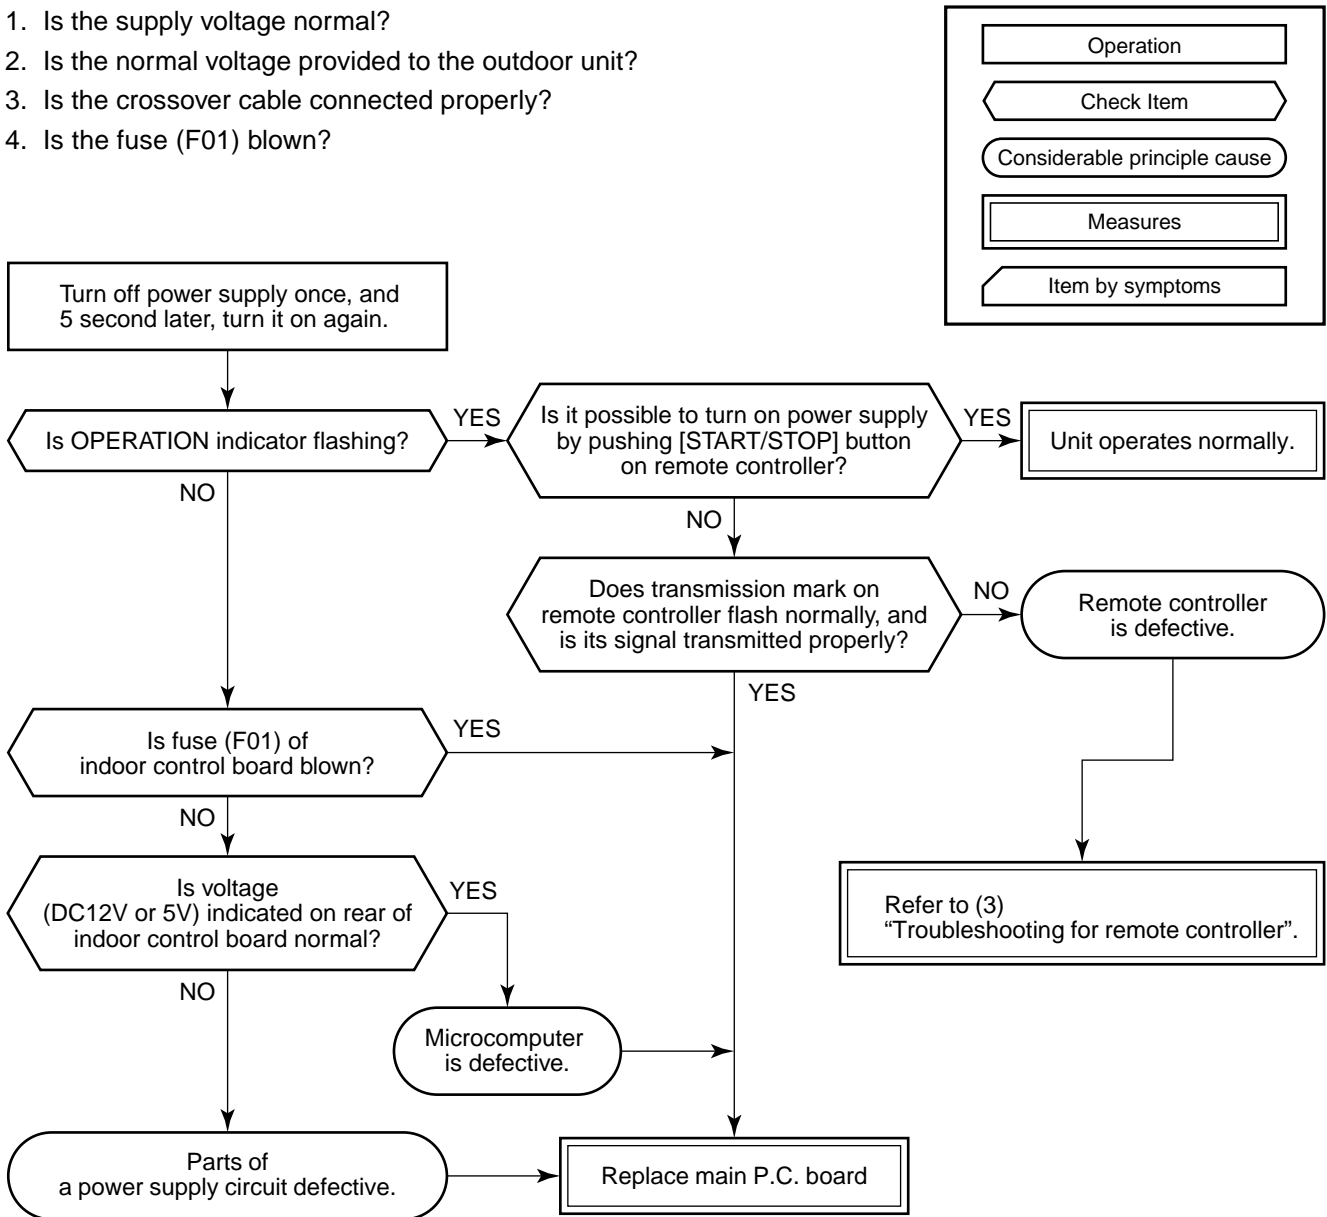 1. Is the supply voltage normal?
2. Is the normal voltage provided to the outdoor unit?
3. Is the crossover cable connected properly?
4. Is the fuse (F01) blown?
Operation
Check Item
Considerable principle cause
Measures
Item by symptoms
Turn off power supply once, and
5 second later, turn it on again.
Is OPERATION indicator flashing?
YES
NO
Is it possible to turn on power supply
by pushing [START/STOP] button
on remote controller?
YES
NO
Unit operates normally.
Does transmission mark on
remote controller flash normally, and
is its signal transmitted properly?
NO
YES
Remote controller
is defective.
Is fuse (F01) of
indoor control board blown?
YES
NO
Is voltage
(DC12V or 5V) indicated on rear of
indoor control board normal?
YES
NO
Refer to (3)
“Troubleshooting for remote controller”.
Microcomputer
is defective.
Parts of
a power supply circuit defective.
Replace main P.C. board